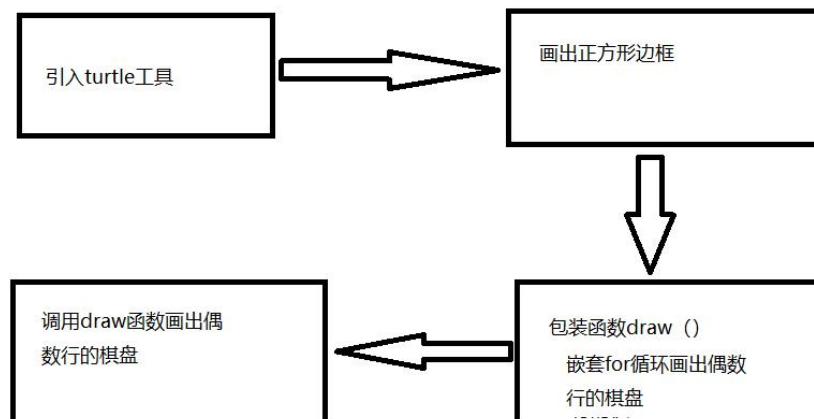 引入turtle工具
画出正方形边框
包装函数draw（）
嵌套for循环画出偶数
行的棋盘
调用draw函数画出偶
数行的棋盘